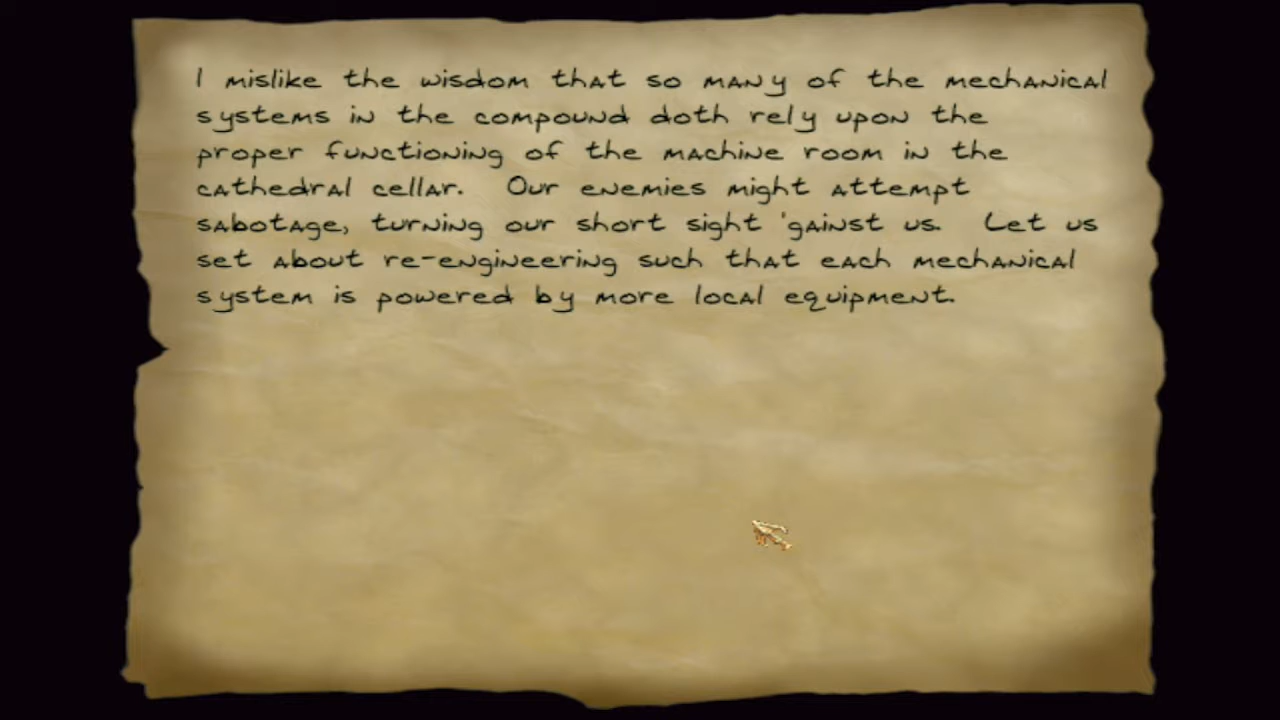 I mislike the wisdom that so many of the mechanical
systems in the compound doth rely upon the
proper functioning of the machine room in the
cathedral cellar.  Our enemies might attempt
sabotage, turning our short sight 'gainst us.  Let us
set about re-engineering such that each mechanical
system is powered by more local equipment.